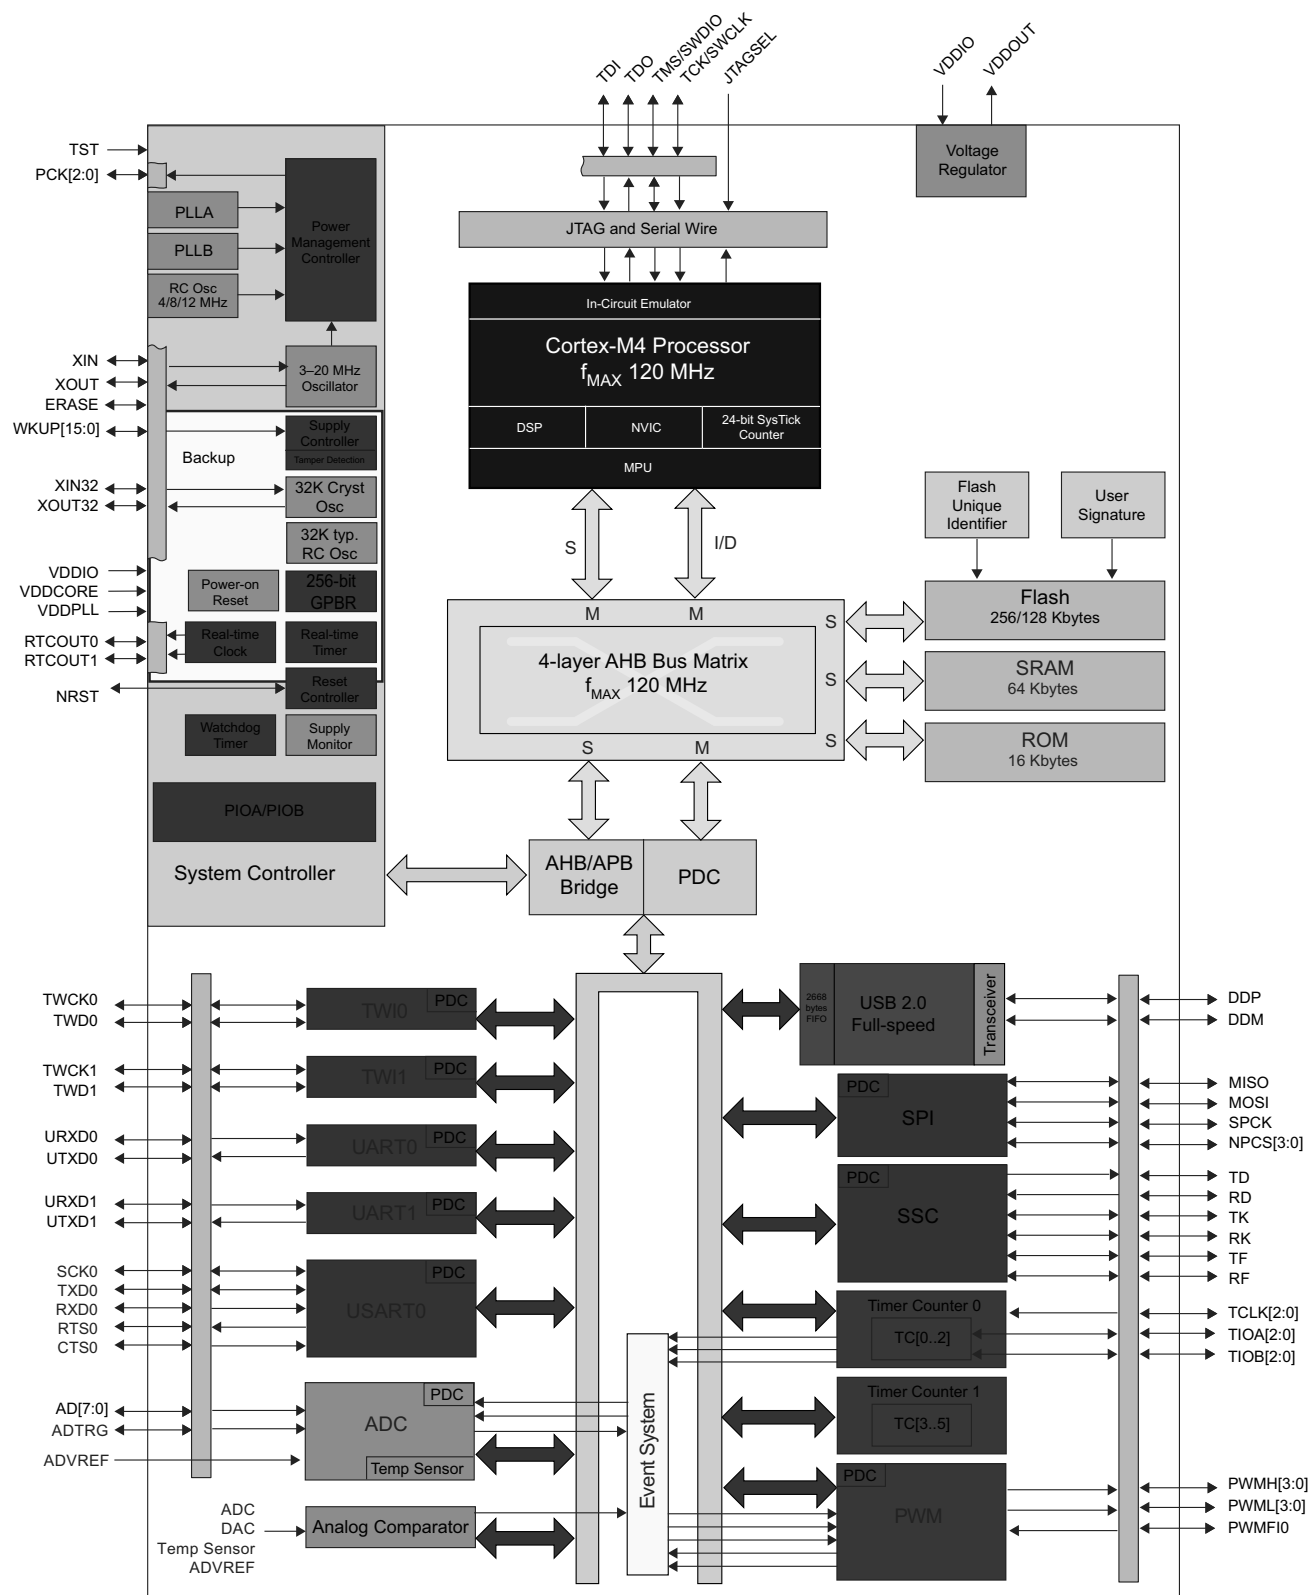 TDI
TDO
TMS/SWDIO
TCK/SWCLK
JTAGSEL
VDDIO
VDDOUT
TST
PCK[2:0]
PLLA
PLLB
RC Osc
4/8/12 MHz
Power
Management
Controller
Voltage
Regulator
JTAG and Serial Wire
In-Circuit Emulator
Cortex-M4 Processor
fMAX 120 MHz
DSP
NVIC
24-bit SysTick
Counter
MPU
XIN
XOUT
ERASE
WKUP[15:0]
3–20 MHz
Oscillator
Backup
Supply
Controller
Tamper Detection
XIN32
XOUT32
32K Cryst
Osc
32K typ.
RC Osc
VDDIO
VDDCORE
VDDPLL
Power-on
Reset
256-bit
GPBR
RTCOUT0
RTCOUT1
Real-time
Clock
Real-time
Timer
NRST
Reset
Controller
Watchdog
Timer
Supply
Monitor
PIOA/PIOB
System Controller
S
I/D
M
M
4-layer AHB Bus Matrix
fMAX 120 MHz
S
S
S
S
M
Flash
Unique
Identifier
User
Signature
Flash
256/128 Kbytes
SRAM
64 Kbytes
ROM
16 Kbytes
AHB/APB
Bridge
PDC
TWCK0
TWD0
PDC
TWI0
TWCK1
TWD1
PDC
TWI1
URXD0
UTXD0
PDC
UART0
URXD1
UTXD1
PDC
UART1
SCK0
TXD0
RXD0
RTS0
CTS0
PDC
USART0
AD[7:0]
ADTRG
ADVREF
PDC
ADC
Temp Sensor
ADC
DAC
Temp Sensor
ADVREF
Analog Comparator
Event System
2668
bytes
FIFO
USB 2.0
Full-speed
Transceiver
DDP
DDM
PDC
SPI
MISO
MOSI
SPCK
NPCS[3:0]
PDC
SSC
TD
RD
TK
RK
TF
RF
Timer Counter 0
TC[0..2]
TCLK[2:0]
TIOA[2:0]
TIOB[2:0]
Timer Counter 1
TC[3..5]
PDC
PWM
PWMH[3:0]
PWML[3:0]
PWMFI0